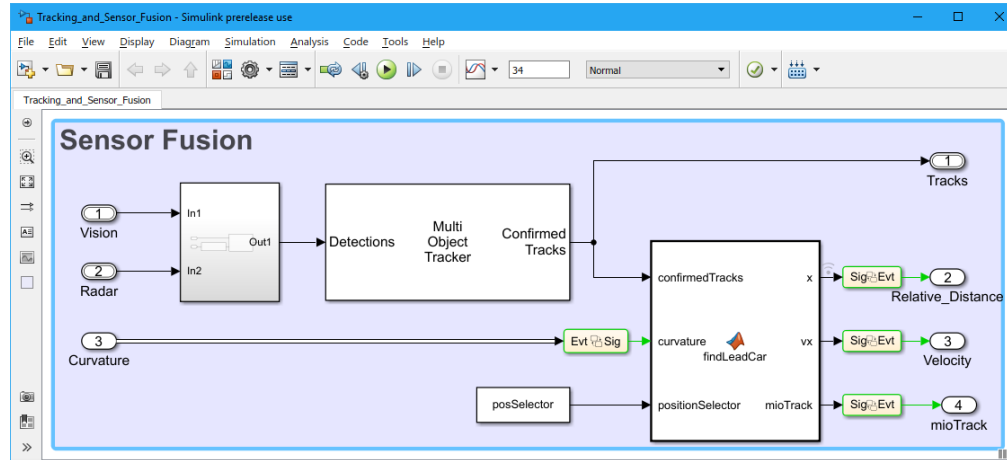 Tracking_and_Sensor_Fusion - Simulink prerelease use
File Edit View Display Diagram Simulation Analysis Code Tools Help
34 Normal
Tracking_and_Sensor_Fusion
Sensor Fusion
1
Vision
2
Radar
3
Curvature
In1
In2
Out1
Detections
Multi
Object
Tracker
Confirmed
Tracks
Evt Sig
posSelector
confirmedTracks
curvature
positionSelector
findLeadCar
x
vx
mioTrack
Sig Evt
Sig Evt
Sig Evt
1
Tracks
2
Relative_Distance
3
Velocity
4
mioTrack